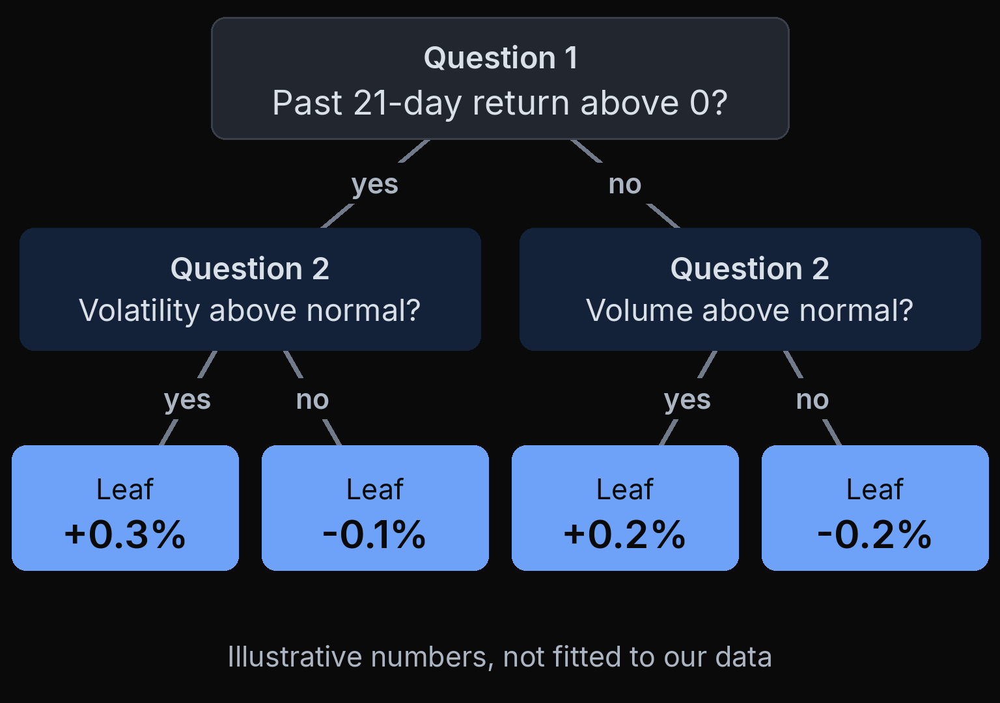 Question 1
Past 21-day return above 0?
yes
no
Question 2
Volatility above normal?
Question 2
Volume above normal?
yes
no
yes
no
Leaf
+0.3%
Leaf
-0.1%
Leaf
+0.2%
Leaf
-0.2%
Illustrative numbers, not fitted to our data